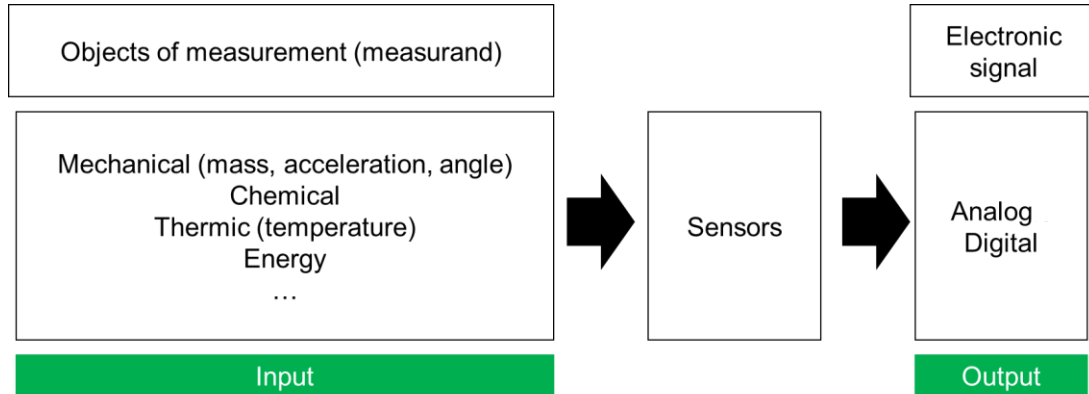 Objects of measurement (measurand)
Electronic
signal
Mechanical (mass, acceleration, angle)
Chemical
Thermic (temperature)
Energy
…
Sensors
Analog
Digital
Input
Output